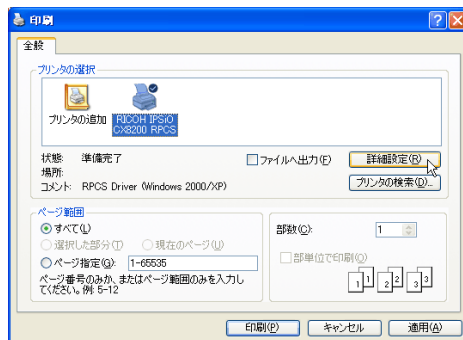 印刷
全般
プリンタの選択
プリンタの追加
RICOH IPSiO
CX8200 RPCS
状態: 準備完了
場所:
コメント: RPCS Driver (Windows 2000/XP)
ファイルへ出力(F)
詳細設定(R)
プリンタの検索(D)...
ページ範囲
すべて(L)
選択した部分(T)
現在のページ(U)
ページ指定(G): 1-65535
ページ番号のみか、またはページ範囲のみを入力し
てください。例: 5-12
部数(C): 1
部単位で印刷(O)
1 1 2 2 3 3
印刷(P)
キャンセル
適用(A)